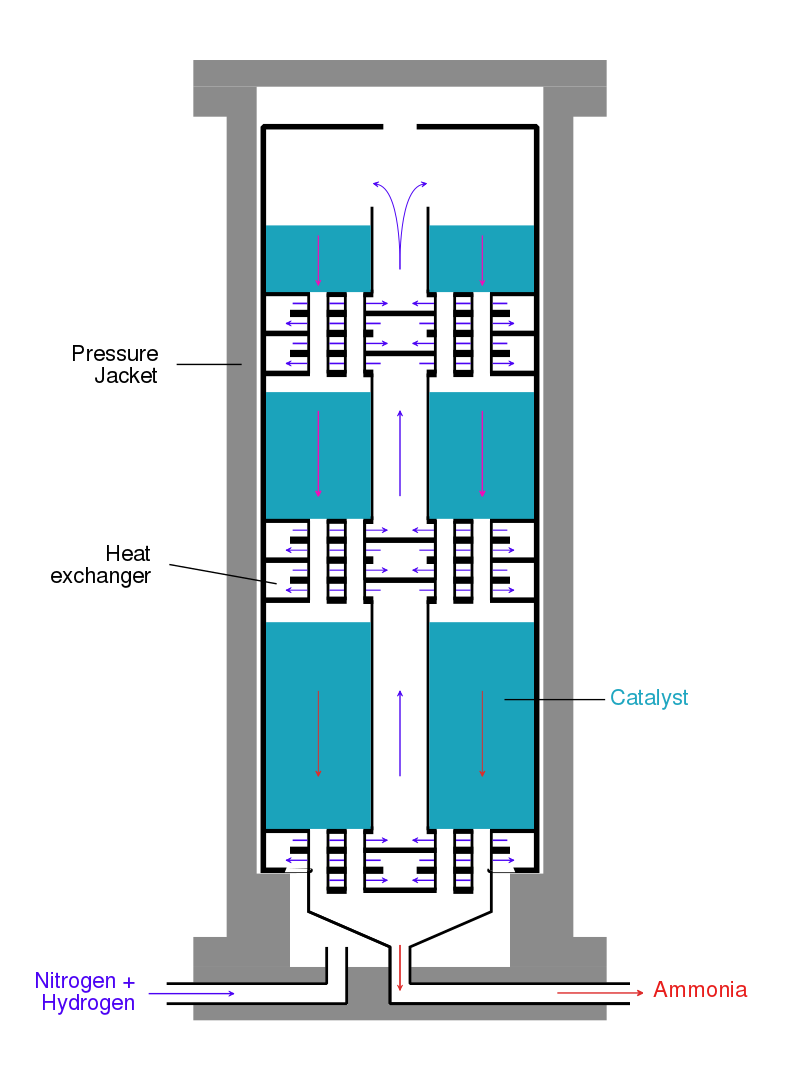 Pressure
Jacket
Heat
exchanger
Catalyst
Nitrogen +
Hydrogen
Ammonia